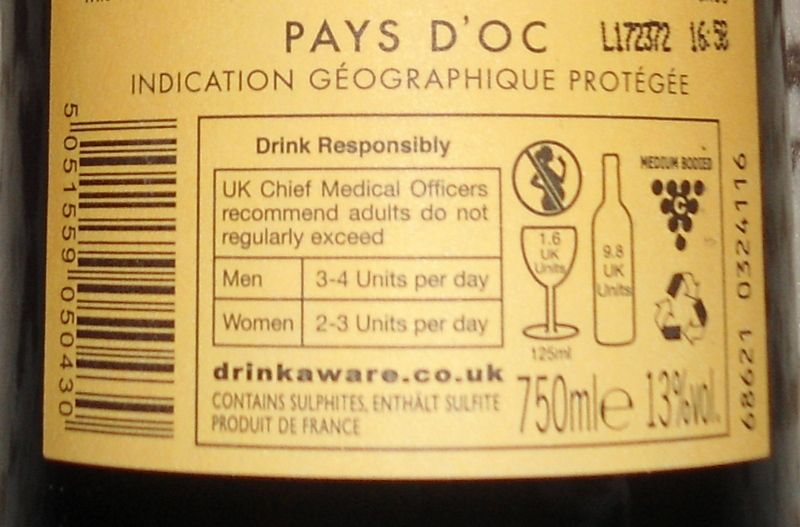 PAYS D'OC
L172372 16:58
INDICATION GÉOGRAPHIQUE PROTÉGÉE
5 051559 050430
Drink Responsibly
UK Chief Medical Officers
recommend adults do not
regularly exceed
Men 3-4 Units per day
Women 2-3 Units per day
drinkaware.co.uk
CONTAINS SULPHITES, ENTHÄLT SULFITE
PRODUIT DE FRANCE
1.6
UK
Units
125ml
9.8
UK
Units
MEDIUM BODIED
C
750ml e 13%vol.
68621 0324116